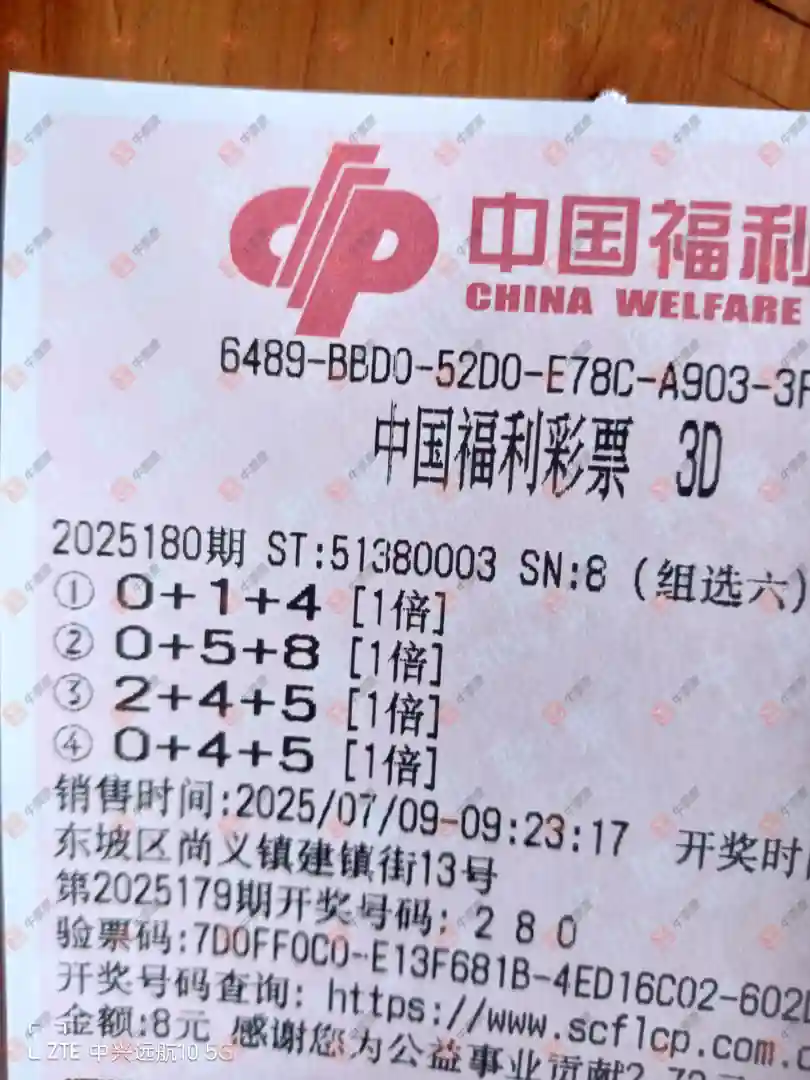 中国福利
CHINA WELFARE
6489-BBD0-52D0-E78C-A903-3F
中国福利彩票 3D
2025180期 ST:51380003 SN:8 (组选六)
① 0+1+4 [1倍]
② 0+5+8 [1倍]
③ 2+4+5 [1倍]
④ 0+4+5 [1倍]
销售时间:2025/07/09-09:23:17 开奖时
东坡区尚义镇建镇街13号
第2025179期开奖号码: 2 8 0
验票码:7D0FF0C0-E13F681B-4ED16C02-602
开奖号码查询: https://www.scflcp.com.c
金额:8元 感谢您为公益事业贡献2.72元
ZTE 中兴远航10 5G